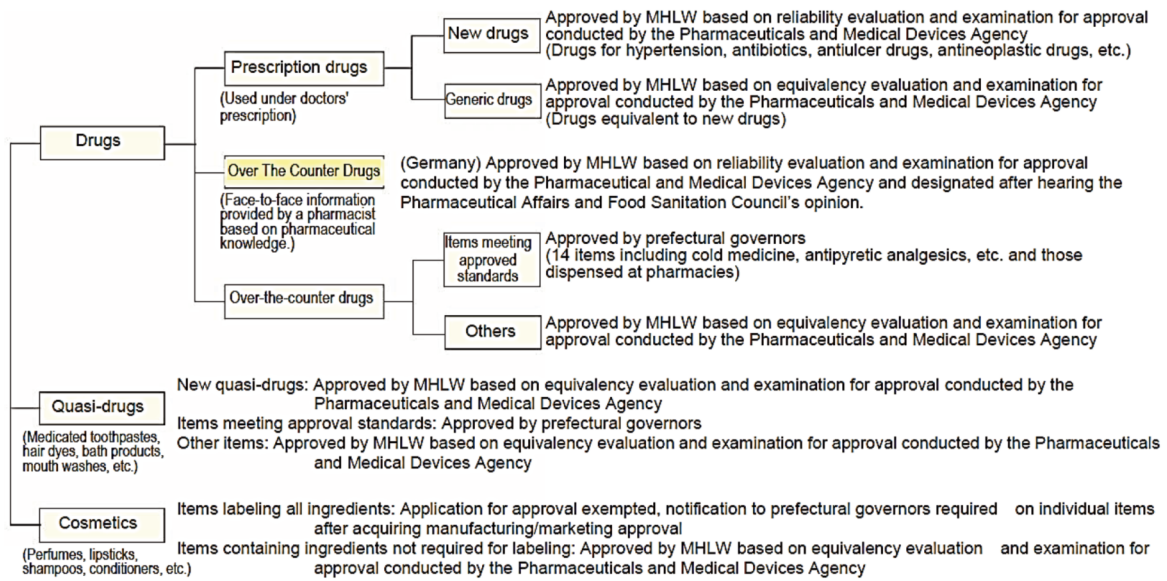 New drugs
Approved by MHLW based on reliability evaluation and examination for approval
conducted by the Pharmaceuticals and Medical Devices Agency
(Drugs for hypertension, antibiotics, antiulcer drugs, antineoplastic drugs, etc.)
Prescription drugs
(Used under doctors'
prescription)
Generic drugs
Approved by MHLW based on equivalency evaluation and examination for
approval conducted by the Pharmaceuticals and Medical Devices Agency
(Drugs equivalent to new drugs)
Drugs
Over The Counter Drugs
(Face-to-face information
provided by a pharmacist
based on pharmaceutical
knowledge.)
(Germany) Approved by MHLW based on reliability evaluation and examination for approval
conducted by the Pharmaceutical and Medical Devices Agency and designated after hearing the
Pharmaceutical Affairs and Food Sanitation Council's opinion.
Items meeting
approved
standards
Approved by prefectural governors
(14 items including cold medicine, antipyretic analgesics, etc. and those
dispensed at pharmacies)
Over-the-counter drugs
Others
Approved by MHLW based on equivalency evaluation and examination for
approval conducted by the Pharmaceuticals and Medical Devices Agency
Quasi-drugs
(Medicated toothpastes,
hair dyes, bath products,
mouth washes, etc.)
New quasi-drugs: Approved by MHLW based on equivalency evaluation and examination for approval conducted by the
Pharmaceuticals and Medical Devices Agency
Items meeting approval standards: Approved by prefectural governors
Other items: Approved by MHLW based on equivalency evaluation and examination for approval conducted by the Pharmaceuticals
and Medical Devices Agency
Cosmetics
(Perfumes, lipsticks,
shampoos, conditioners, etc.)
Items labeling all ingredients: Application for approval exempted, notification to prefectural governors required on individual items
after acquiring manufacturing/marketing approval
Items containing ingredients not required for labeling: Approved by MHLW based on equivalency evaluation and examination for
approval conducted by the Pharmaceuticals and Medical Devices Agency